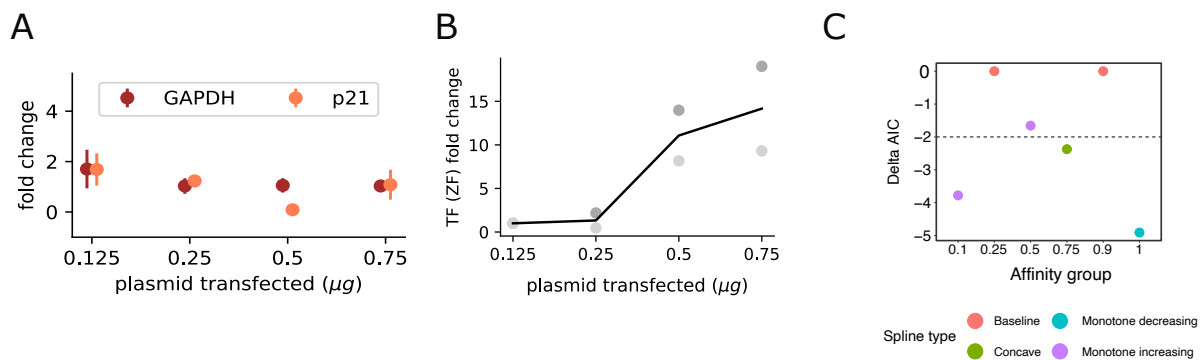 A
fold change
4
2
0
GAPDH p21
0.125 0.25 0.5 0.75
plasmid transfected (μg)
B
TF (ZF) fold change
15
10
5
0
0.125 0.25 0.5 0.75
plasmid transfected (μg)
C
Delta AIC
0
−1
−2
−3
−4
−5
0.1 0.25 0.5 0.75 0.9 1
Affinity group
Spline type
Baseline Monotone decreasing
Concave Monotone increasing